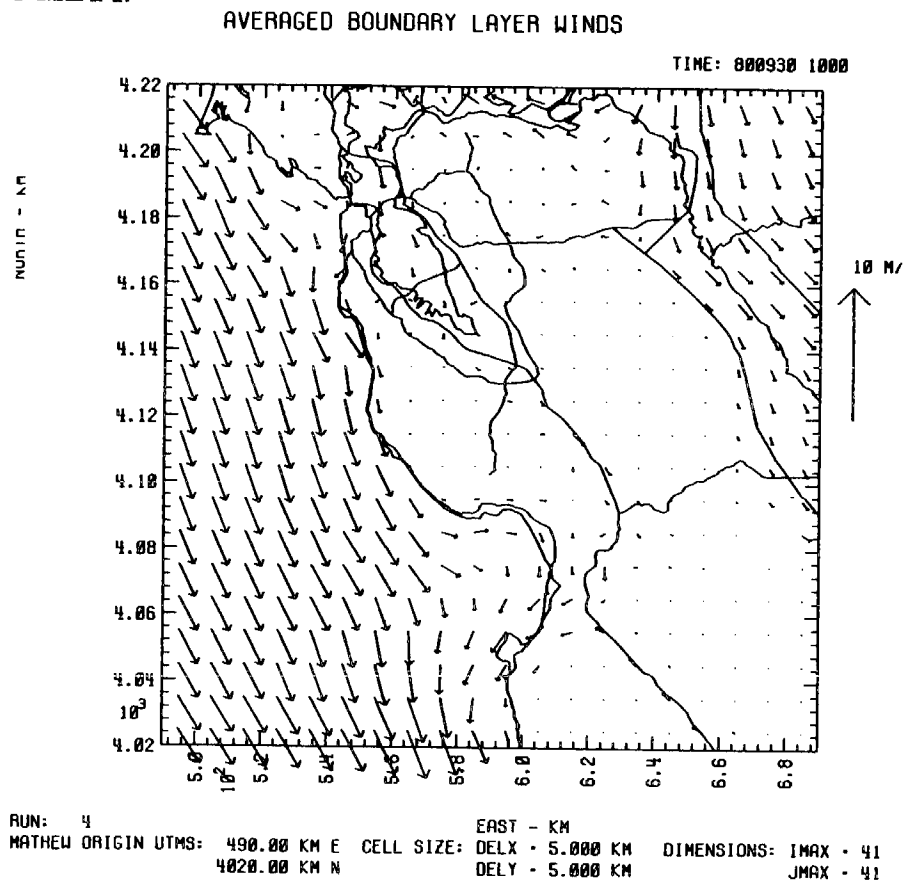 AVERAGED BOUNDARY LAYER WINDS
TIME: 800930 1000
4.22
4.20
4.18
4.16
4.14
4.12
4.10
4.08
4.06
4.04
10³
4.02
NORTH - KM
10 M/
5.0
10²
5.2
5.4
5.6
5.8
6.0
6.2
6.4
6.6
6.8
EAST - KM
RUN: 4
MATHEW ORIGIN UTMS: 490.00 KM E CELL SIZE: DELX - 5.000 KM DIMENSIONS: IMAX - 41
4020.00 KM N DELY - 5.000 KM JMAX - 41